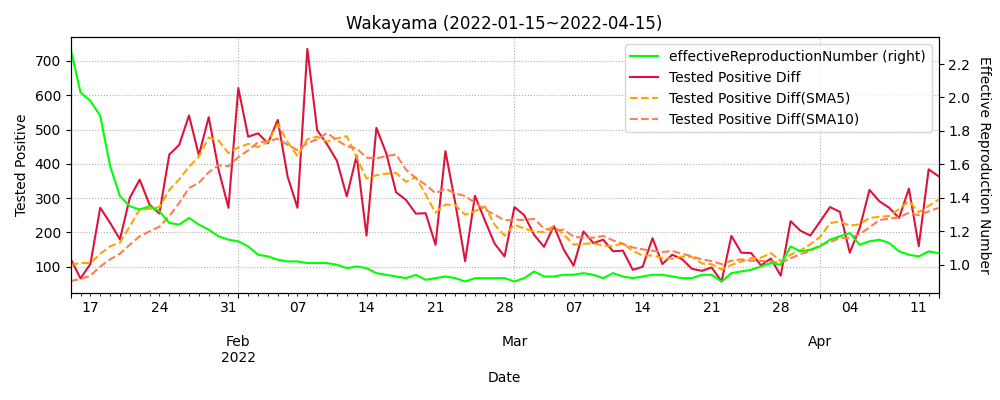 Wakayama (2022-01-15~2022-04-15)
effectiveReproductionNumber (right)
Tested Positive Diff
Tested Positive Diff(SMA5)
Tested Positive Diff(SMA10)
Tested Positive
700
600
500
400
300
200
100
2.2
2.0
1.8
1.6
1.4
1.2
1.0
Effective Reproduction Number
17 24 31 07 14 21 28 07 14 21 28 04 11
Feb Mar Apr
2022
Date